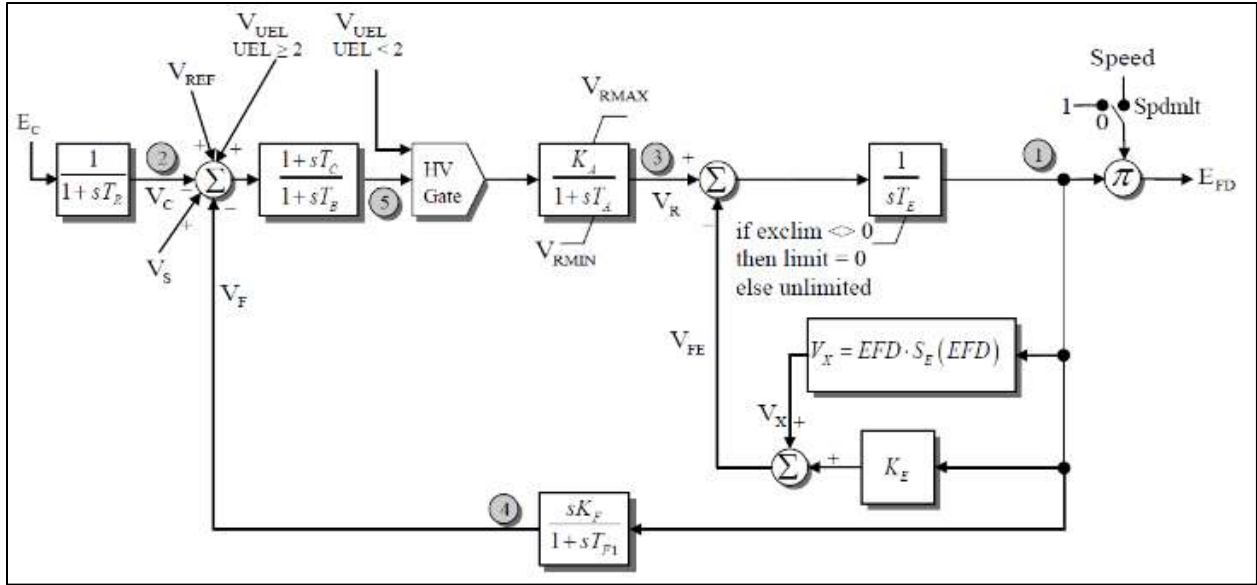 V_UEL
UEL ≥ 2
V_UEL
UEL < 2
V_REF
V_RMAX
Speed
1
0
Spdmlt
E_C
1
1 + sT_R
2
V_C
+
+
−
−
+
Σ
1 + sT_C
1 + sT_B
5
HV
Gate
K_A
1 + sT_A
3
V_R
+
−
Σ
1
sT_E
1
π
E_FD
V_S
V_RMIN
if exclim <> 0
then limit = 0
else unlimited
V_F
V_FE
V_X = EFD · S_E (EFD)
V_X
+
Σ
+
K_E
4
sK_F
1 + sT_F1